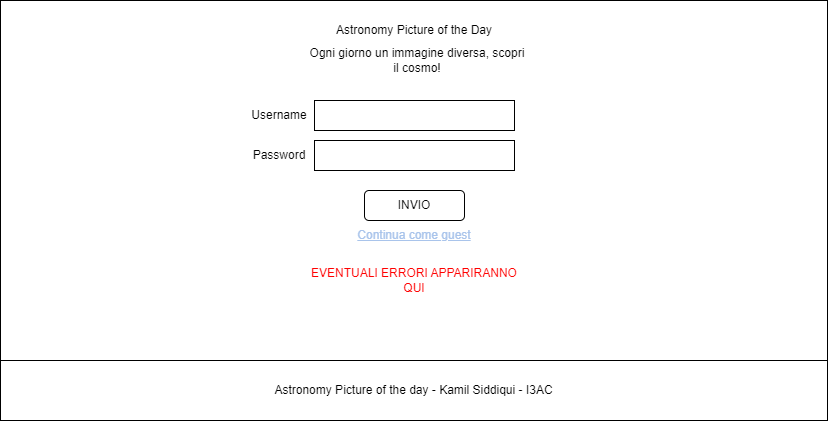 Astronomy Picture of the Day
Ogni giorno un immagine diversa, scopri
il cosmo!
Username
Password
INVIO
Continua come guest
EVENTUALI ERRORI APPARIRANNO
QUI
Astronomy Picture of the day - Kamil Siddiqui - I3AC